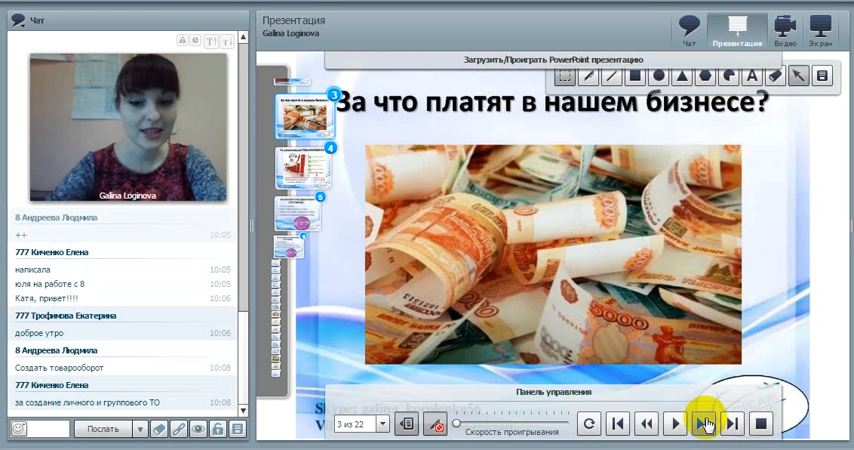 Чат
Galina Loginova
8 Андреева Людмила
++ 10:05
777 Киченко Елена
написала 10:05
юля на работе с 8 10:05
Катя, привет!!!! 10:06
777 Трофимова Екатерина
доброе утро 10:06
8 Андреева Людмила
Создать товарооборот 10:08
777 Киченко Елена
за создание личного и группового ТО 10:08
Послать
Презентация
Galina Loginova
Чат
Презентация
Видео
Экран
Загрузить/Проиграть PowerPoint презентацию
За что платят в нашем бизнесе?
3
4
5
5000
Панель управления
3 из 22
Скорость проигрывания